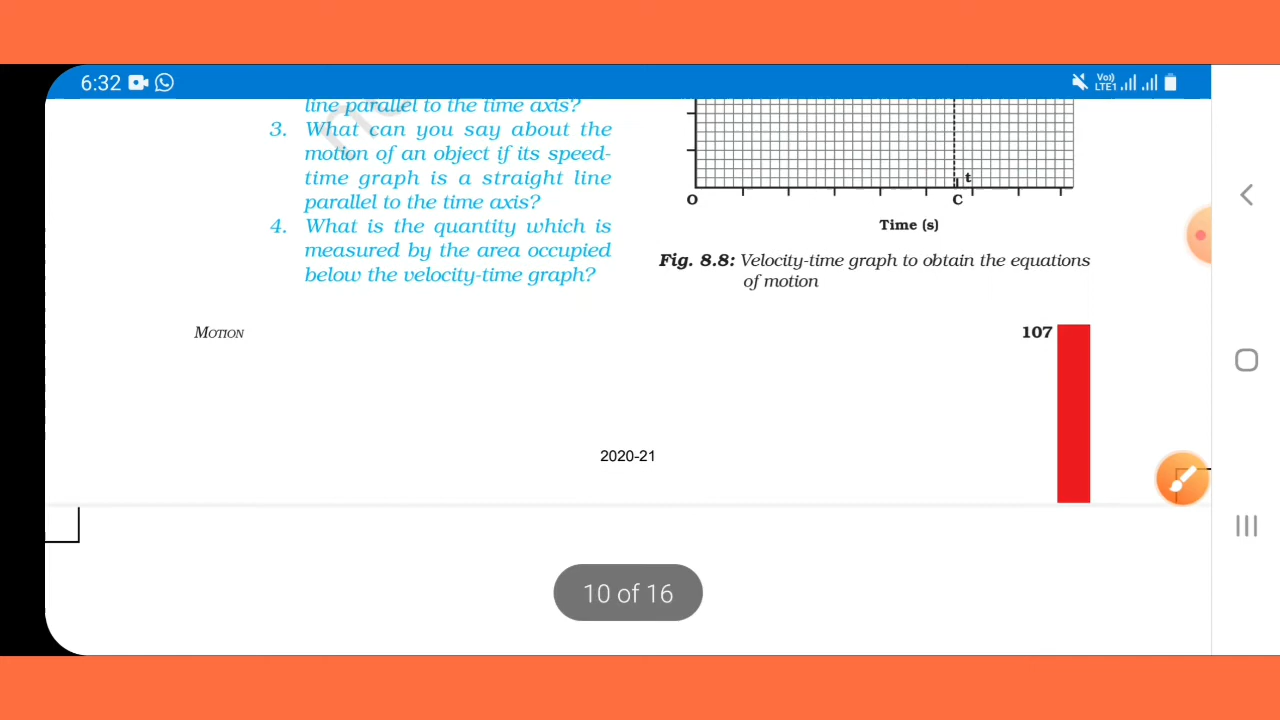 6:32
Vo))
LTE1
line parallel to the time axis?
3. What can you say about the
motion of an object if its speed-
time graph is a straight line
parallel to the time axis?
4. What is the quantity which is
measured by the area occupied
below the velocity-time graph?
t
O
C
Time (s)
Fig. 8.8: Velocity-time graph to obtain the equations
of motion
MOTION
107
2020-21
10 of 16